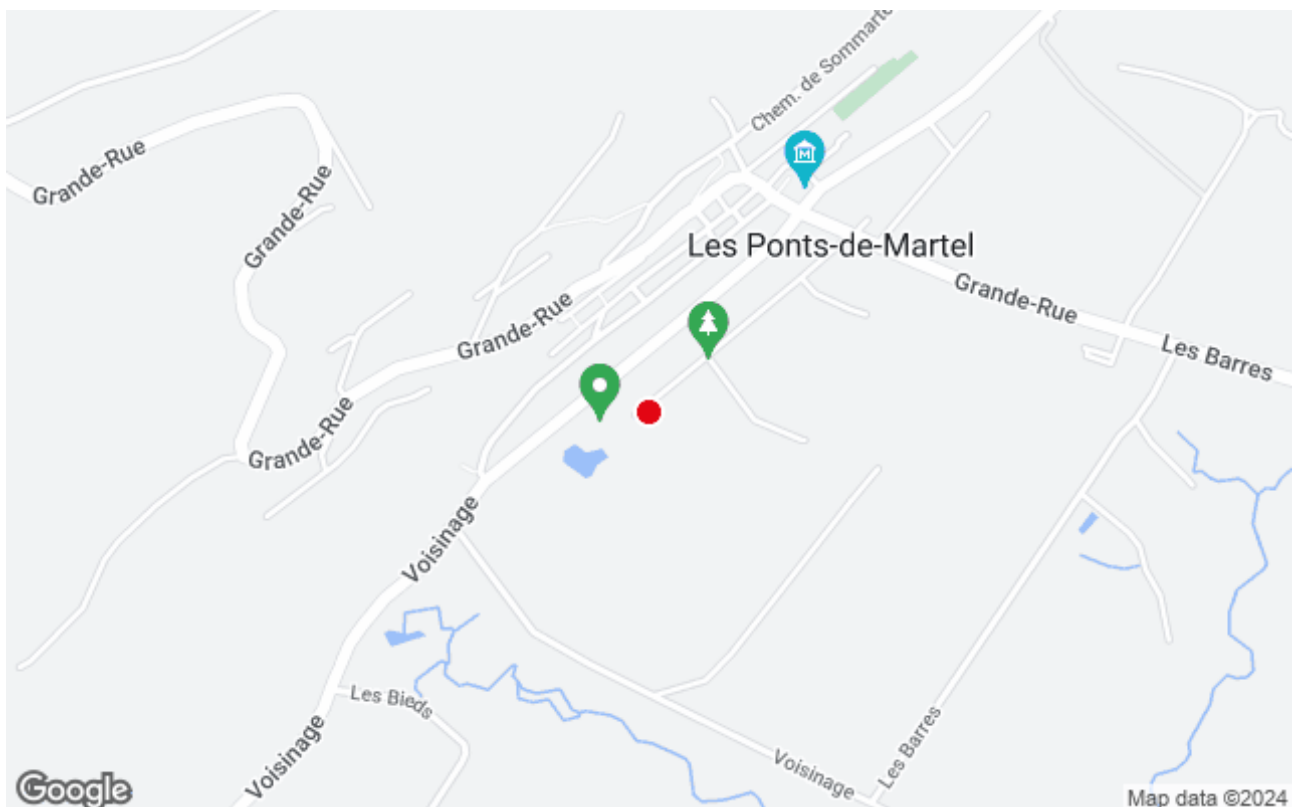 Chem. de Sommarte
Grande-Rue
Grande-Rue
Les Ponts-de-Martel
Grande-Rue
Grande-Rue
Les Barres
Grande-Rue
Voisinage
Les Bieds
Voisinage
Voisinage
Les Barres
Google
Map data ©2024